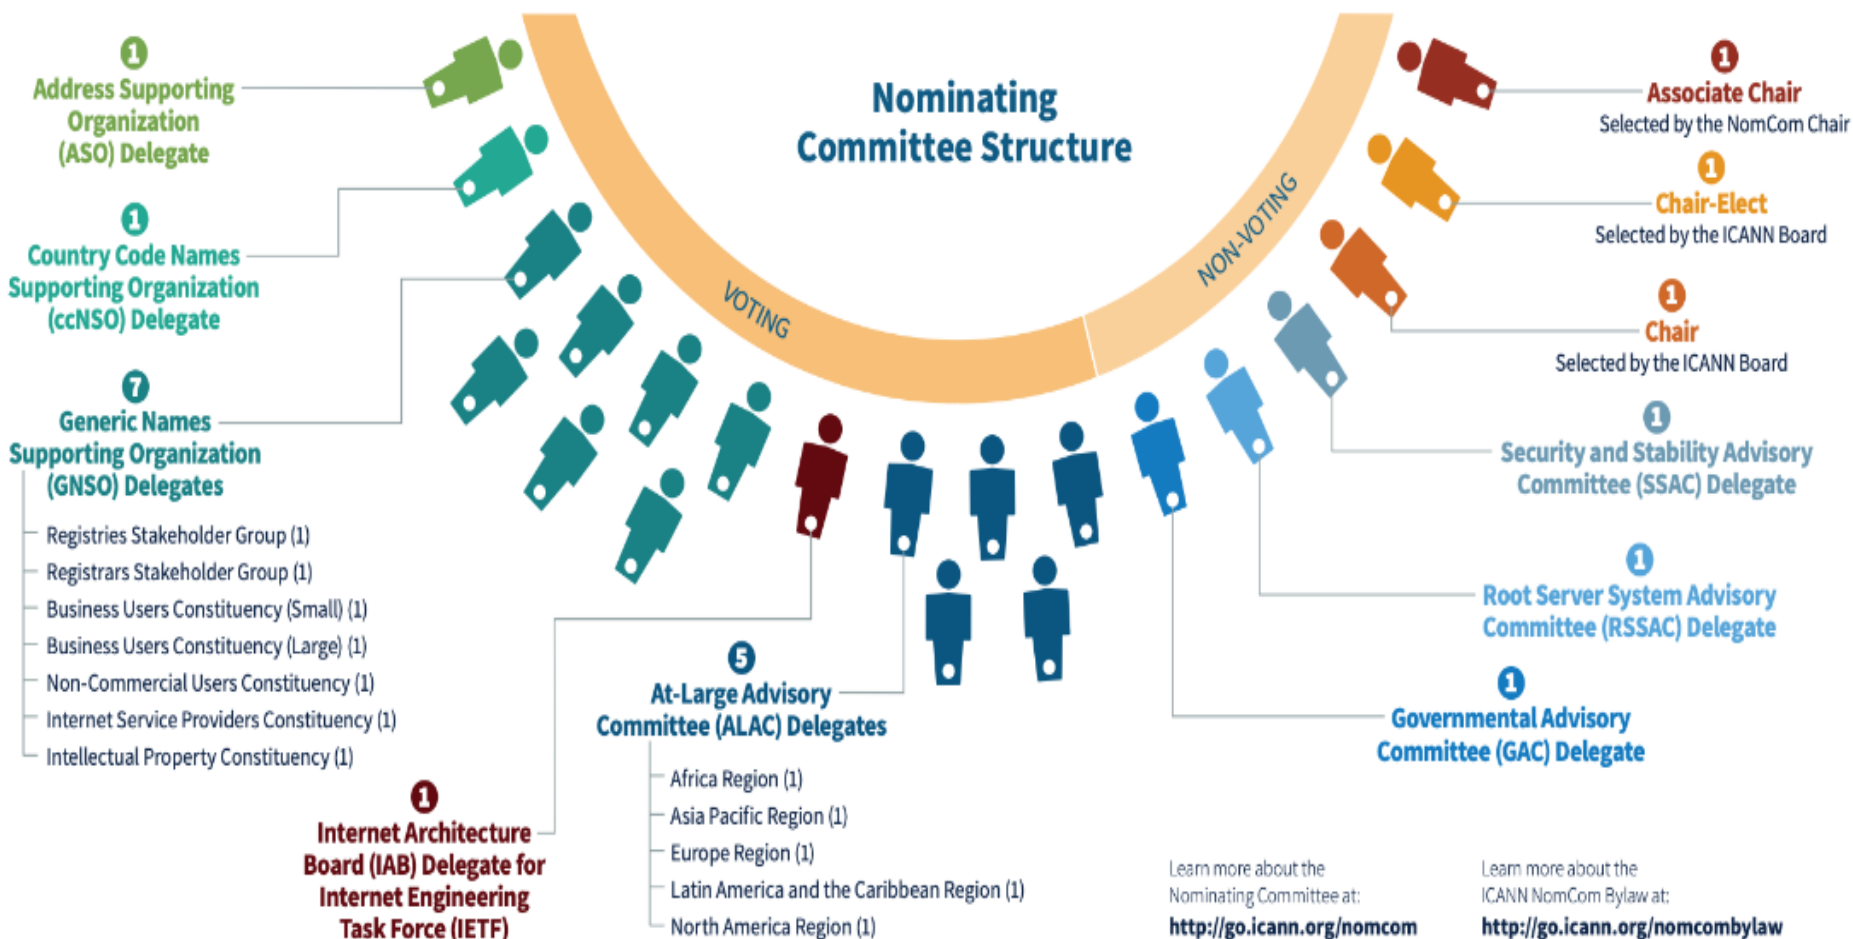 Nominating
Committee Structure
VOTING
NON-VOTING
1
Address Supporting
Organization
(ASO) Delegate
1
Country Code Names
Supporting Organization
(ccNSO) Delegate
7
Generic Names
Supporting Organization
(GNSO) Delegates
Registries Stakeholder Group (1)
Registrars Stakeholder Group (1)
Business Users Constituency (Small) (1)
Business Users Constituency (Large) (1)
Non-Commercial Users Constituency (1)
Internet Service Providers Constituency (1)
Intellectual Property Constituency (1)
1
Internet Architecture
Board (IAB) Delegate for
Internet Engineering
Task Force (IETF)
5
At-Large Advisory
Committee (ALAC) Delegates
Africa Region (1)
Asia Pacific Region (1)
Europe Region (1)
Latin America and the Caribbean Region (1)
North America Region (1)
1
Associate Chair
Selected by the NomCom Chair
1
Chair-Elect
Selected by the ICANN Board
1
Chair
Selected by the ICANN Board
1
Security and Stability Advisory
Committee (SSAC) Delegate
1
Root Server System Advisory
Committee (RSSAC) Delegate
1
Governmental Advisory
Committee (GAC) Delegate
Learn more about the
Nominating Committee at:
http://go.icann.org/nomcom
Learn more about the
ICANN NomCom Bylaw at:
http://go.icann.org/nomcombylaw